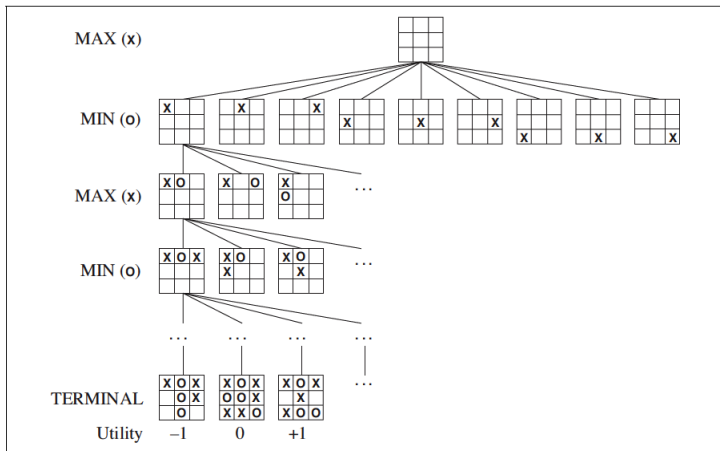 MAX (X)
X X X X X X X X X
MIN (O)
X O X O X
MAX (X) O ...
X O X X O X O
MIN (O) X X ...
... ... ... ...
X O X X O X X O X ...
TERMINAL O X O O X X
O X X O X O O
Utility –1 0 +1